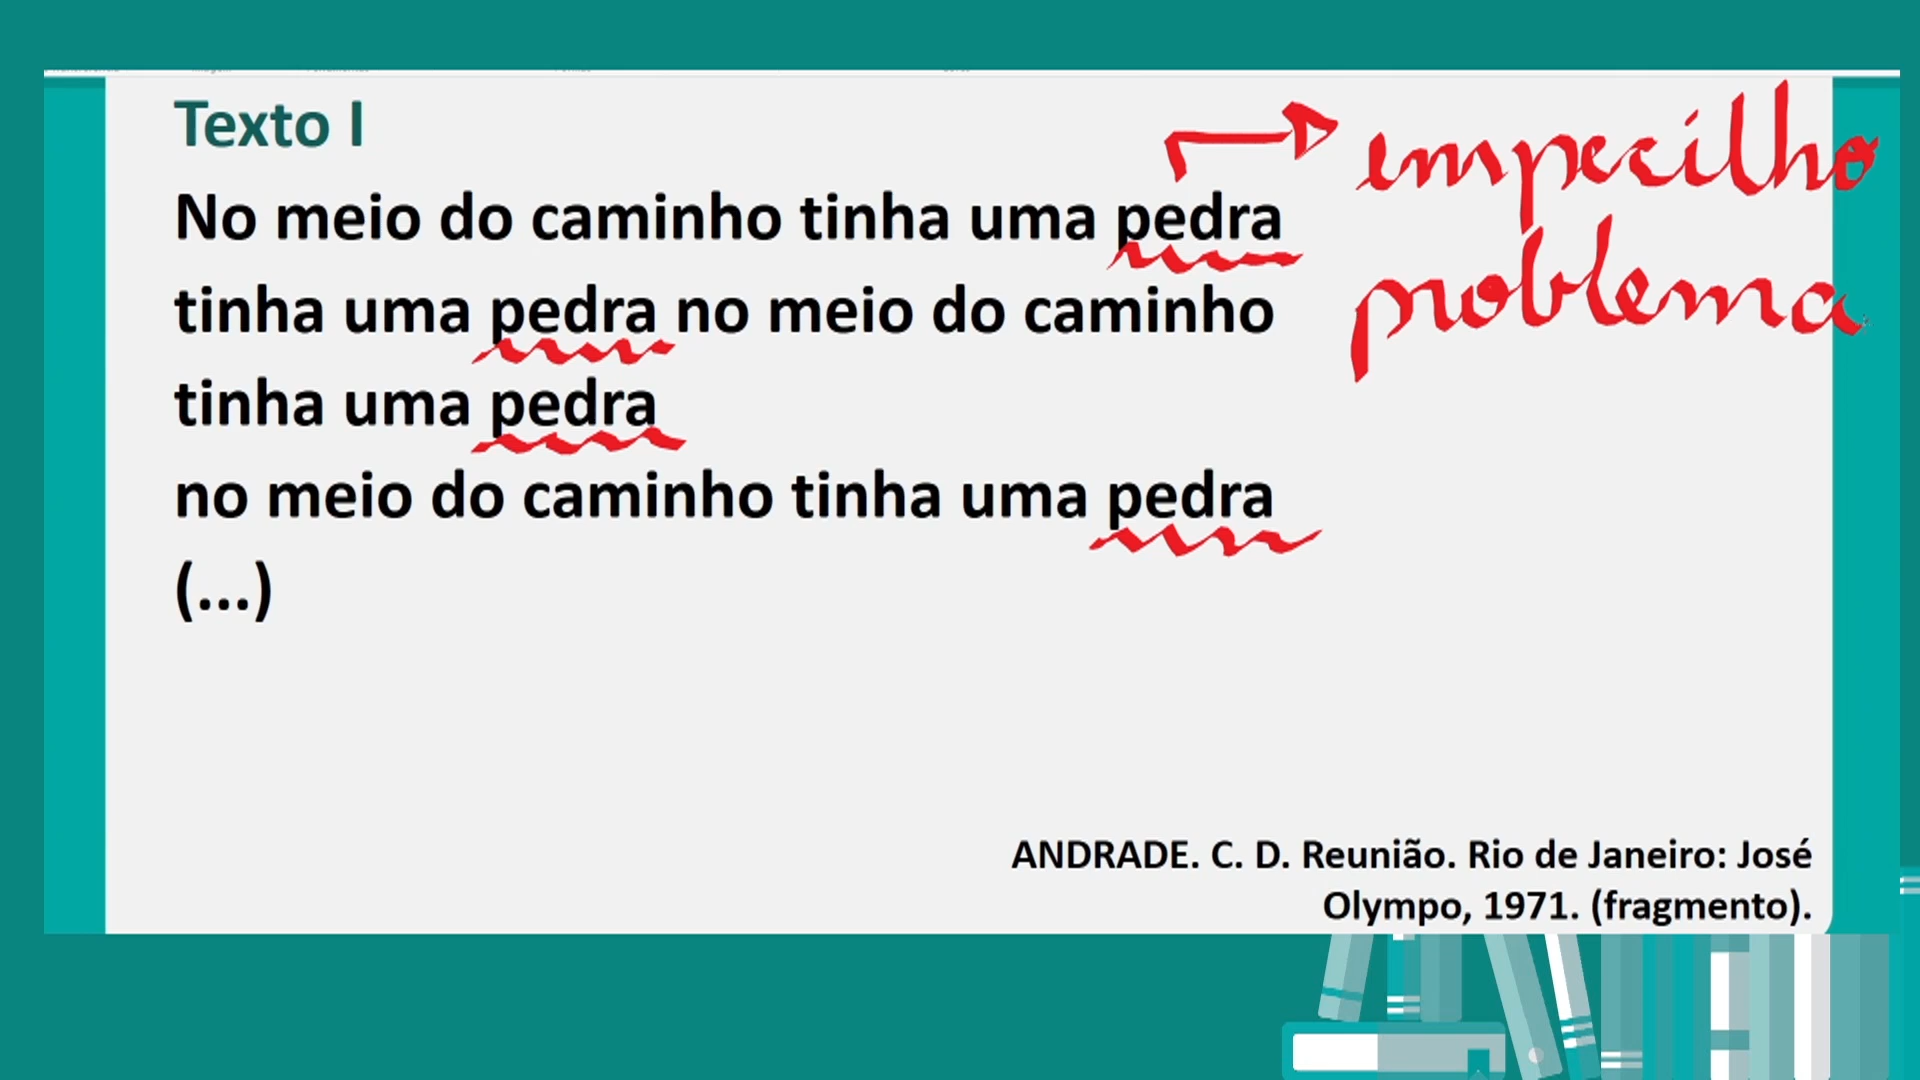 Texto I
empecilho
No meio do caminho tinha uma pedra
problema
tinha uma pedra no meio do caminho
tinha uma pedra
no meio do caminho tinha uma pedra
(...)
ANDRADE. C. D. Reunião. Rio de Janeiro: José
Olympo, 1971. (fragmento).